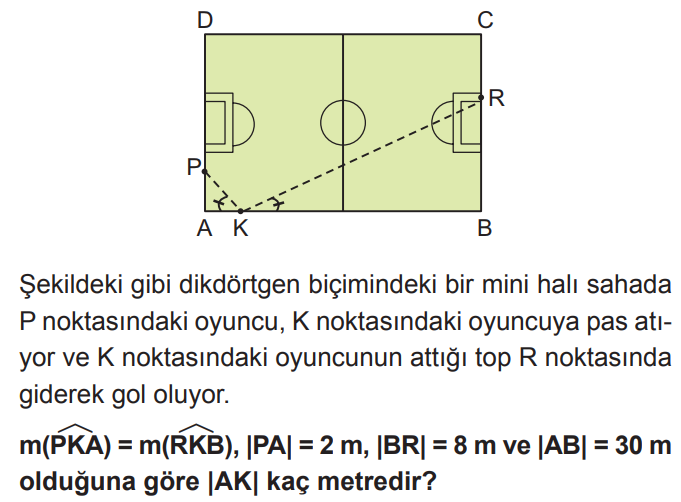 D C
R
P
A K B
Şekildeki gibi dikdörtgen biçimindeki bir mini halı sahada
P noktasındaki oyuncu, K noktasındaki oyuncuya pas atı-
yor ve K noktasındaki oyuncunun attığı top R noktasında
giderek gol oluyor.
m(PKA) = m(RKB), |PA| = 2 m, |BR| = 8 m ve |AB| = 30 m
olduğuna göre |AK| kaç metredir?